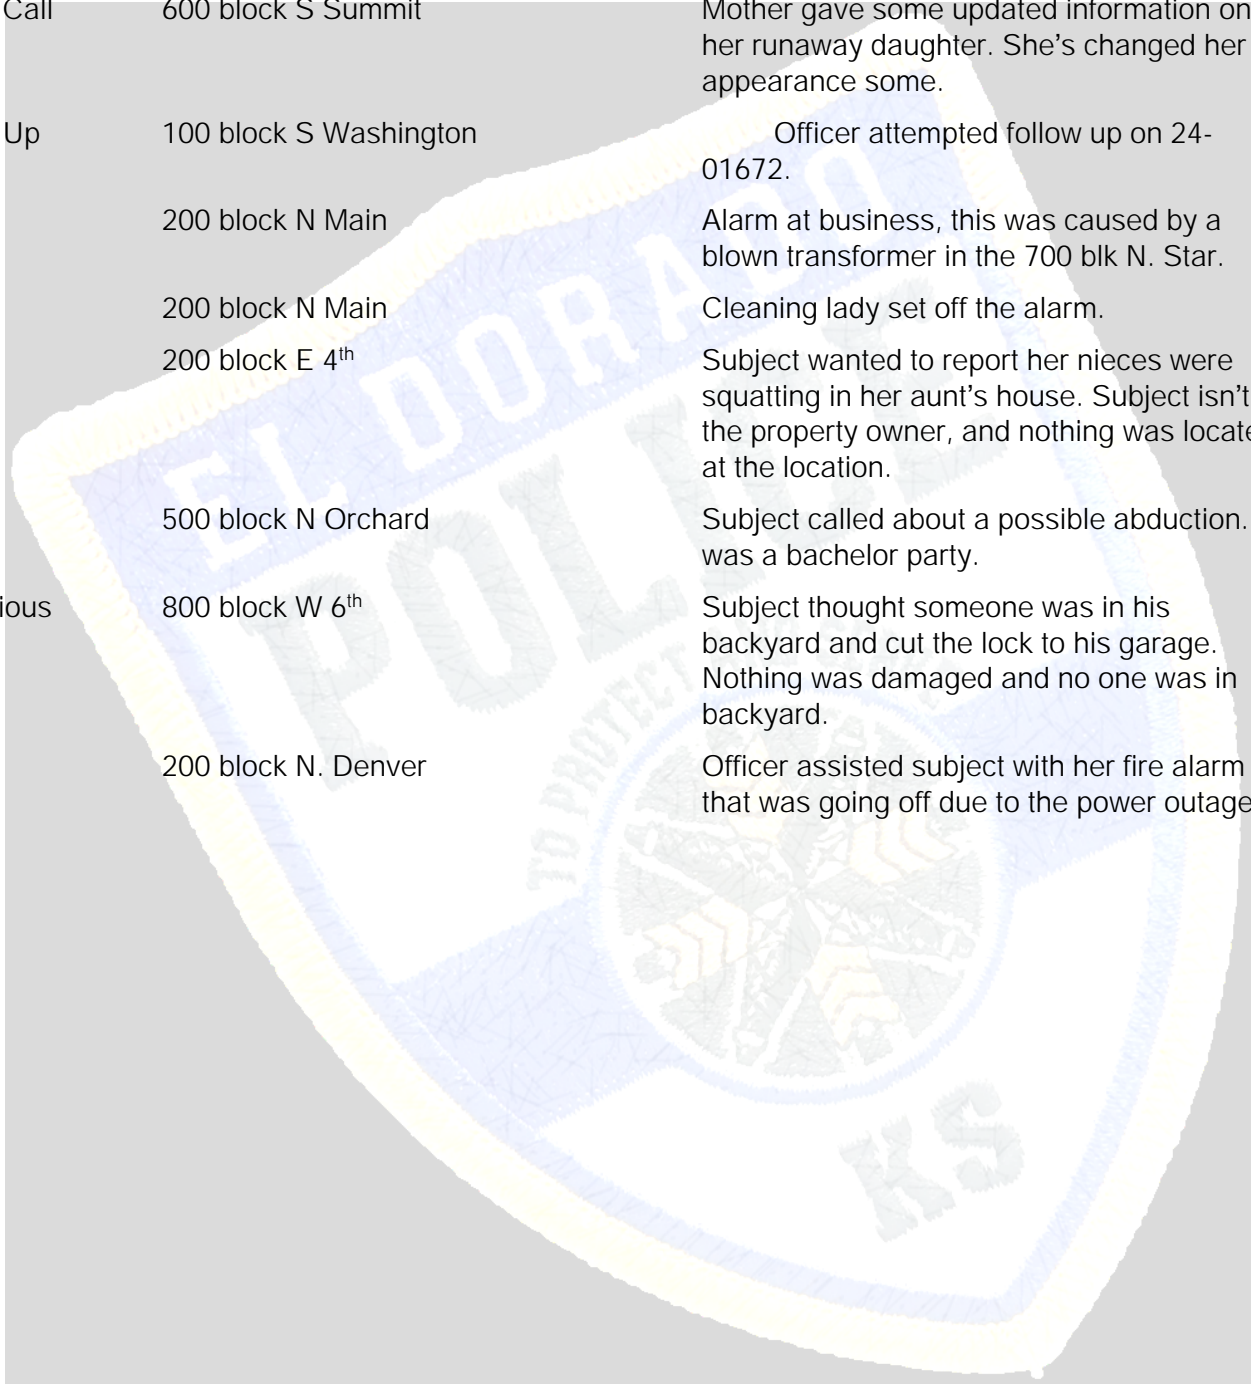 Call 600 block S Summit Mother gave some updated information on
her runaway daughter. She's changed her
appearance some.
Up 100 block S Washington Officer attempted follow up on 24-
01672.
200 block N Main Alarm at business, this was caused by a
blown transformer in the 700 blk N. Star.
200 block N Main Cleaning lady set off the alarm.
200 block E 4th Subject wanted to report her nieces were
squatting in her aunt's house. Subject isn't
the property owner, and nothing was locate
at the location.
500 block N Orchard Subject called about a possible abduction.
was a bachelor party.
ious 800 block W 6th Subject thought someone was in his
backyard and cut the lock to his garage.
Nothing was damaged and no one was in
backyard.
200 block N. Denver Officer assisted subject with her fire alarm
that was going off due to the power outage
EL DORADO
POLICE
TO PROTECT
KS